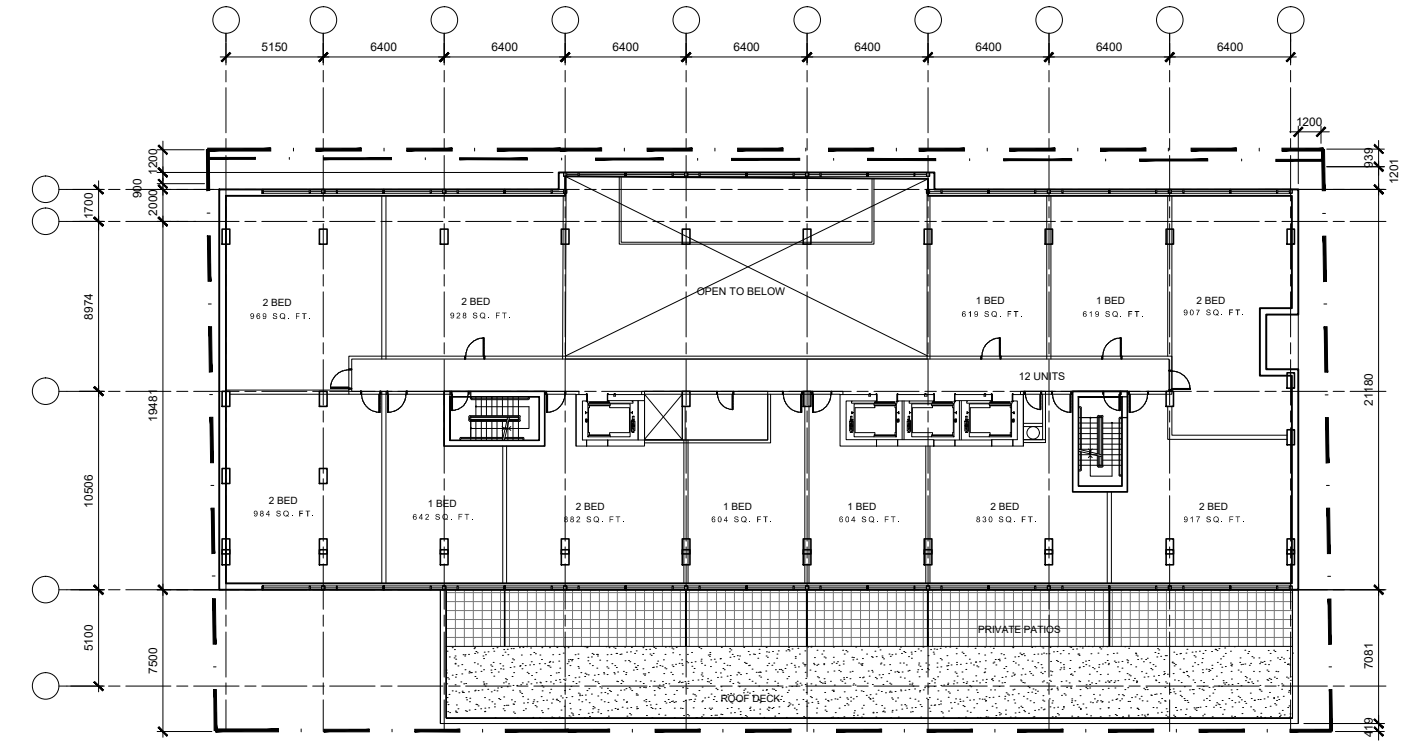 5150
6400
6400
6400
6400
6400
6400
6400
6400
1200
1200
900
2000
1700
939
1201
8974
19481
21180
10506
5100
7500
7081
419
2 BED
969 SQ. FT.
2 BED
928 SQ. FT.
OPEN TO BELOW
1 BED
619 SQ. FT.
1 BED
619 SQ. FT.
2 BED
907 SQ. FT.
12 UNITS
2 BED
984 SQ. FT.
1 BED
642 SQ. FT.
2 BED
882 SQ. FT.
1 BED
604 SQ. FT.
1 BED
604 SQ. FT.
2 BED
830 SQ. FT.
2 BED
917 SQ. FT.
PRIVATE PATIOS
ROOF DECK